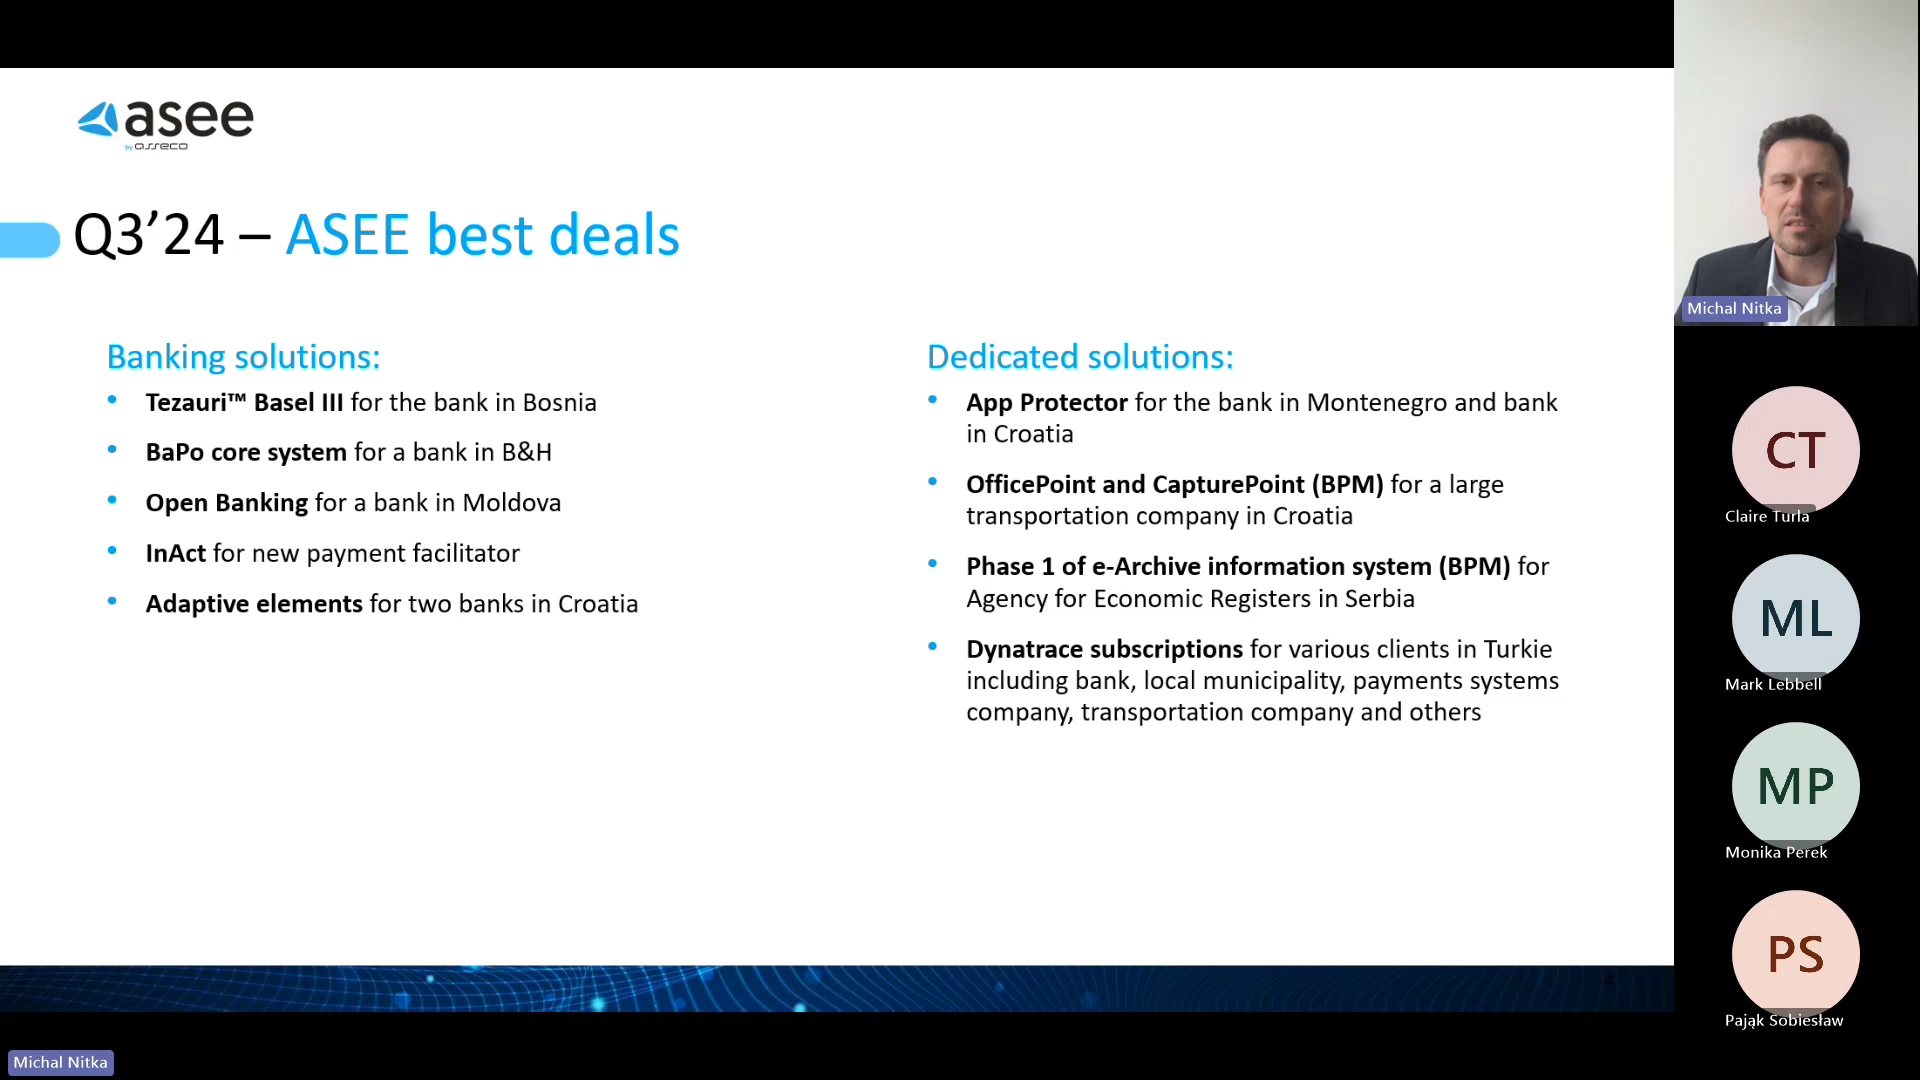 asee
by asseco
Q3’24 – ASEE best deals
Banking solutions:
• Tezauri™ Basel III for the bank in Bosnia
• BaPo core system for a bank in B&H
• Open Banking for a bank in Moldova
• InAct for new payment facilitator
• Adaptive elements for two banks in Croatia
Dedicated solutions:
• App Protector for the bank in Montenegro and bank
in Croatia
• OfficePoint and CapturePoint (BPM) for a large
transportation company in Croatia
• Phase 1 of e-Archive information system (BPM) for
Agency for Economic Registers in Serbia
• Dynatrace subscriptions for various clients in Turkie
including bank, local municipality, payments systems
company, transportation company and others
4
Michal Nitka
CT
Claire Turla
ML
Mark Lebbell
MP
Monika Perek
PS
Pająk Sobiesław
Michal Nitka